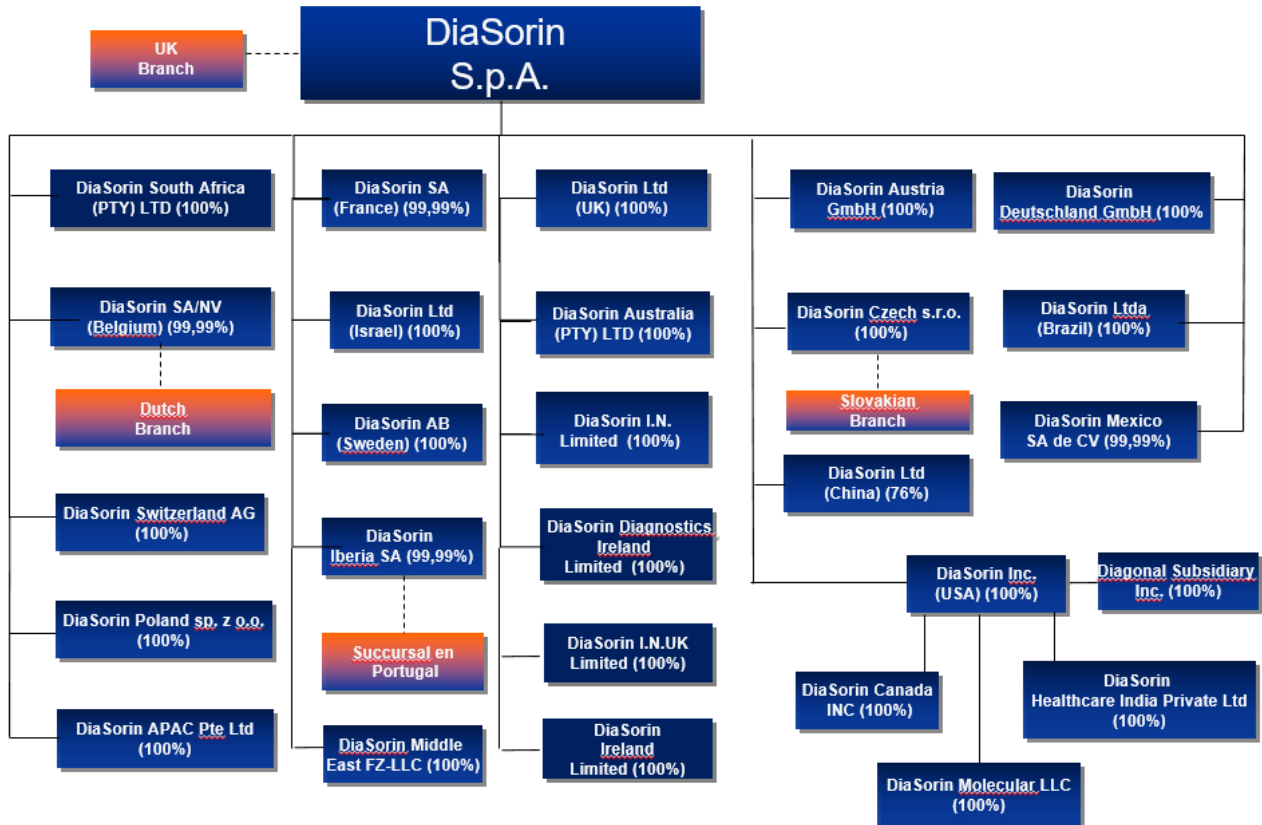 DiaSorin
S.p.A.
UK
Branch
DiaSorin South Africa
(PTY) LTD (100%)
DiaSorin SA/NV
(Belgium) (99,99%)
Dutch
Branch
DiaSorin Switzerland AG
(100%)
DiaSorin Poland sp. z o.o.
(100%)
DiaSorin APAC Pte Ltd
(100%)
DiaSorin SA
(France) (99,99%)
DiaSorin Ltd
(Israel) (100%)
DiaSorin AB
(Sweden) (100%)
DiaSorin
Iberia SA (99,99%)
Succursal en
Portugal
DiaSorin Middle
East FZ-LLC (100%)
DiaSorin Ltd
(UK) (100%)
DiaSorin Australia
(PTY) LTD (100%)
DiaSorin I.N.
Limited (100%)
DiaSorin Diagnostics
Ireland
Limited (100%)
DiaSorin I.N.UK
Limited (100%)
DiaSorin
Ireland
Limited (100%)
DiaSorin Austria
GmbH (100%)
DiaSorin Czech s.r.o.
(100%)
Slovakian
Branch
DiaSorin Ltd
(China) (76%)
DiaSorin
Deutschland GmbH (100%
DiaSorin Ltda
(Brazil) (100%)
DiaSorin Mexico
SA de CV (99,99%)
DiaSorin Inc.
(USA) (100%)
Diagonal Subsidiary
Inc. (100%)
DiaSorin Canada
INC (100%)
DiaSorin
Healthcare India Private Ltd
(100%)
DiaSorin Molecular LLC
(100%)